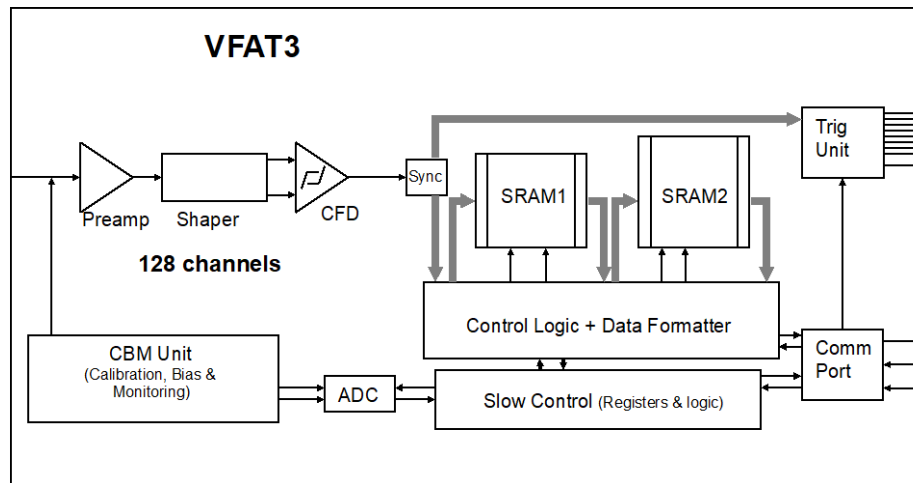 VFAT3
Trig
Unit
Sync
SRAM1
SRAM2
Preamp
Shaper
CFD
128 channels
Control Logic + Data Formatter
CBM Unit
(Calibration, Bias &
Monitoring)
ADC
Slow Control (Registers & logic)
Comm
Port